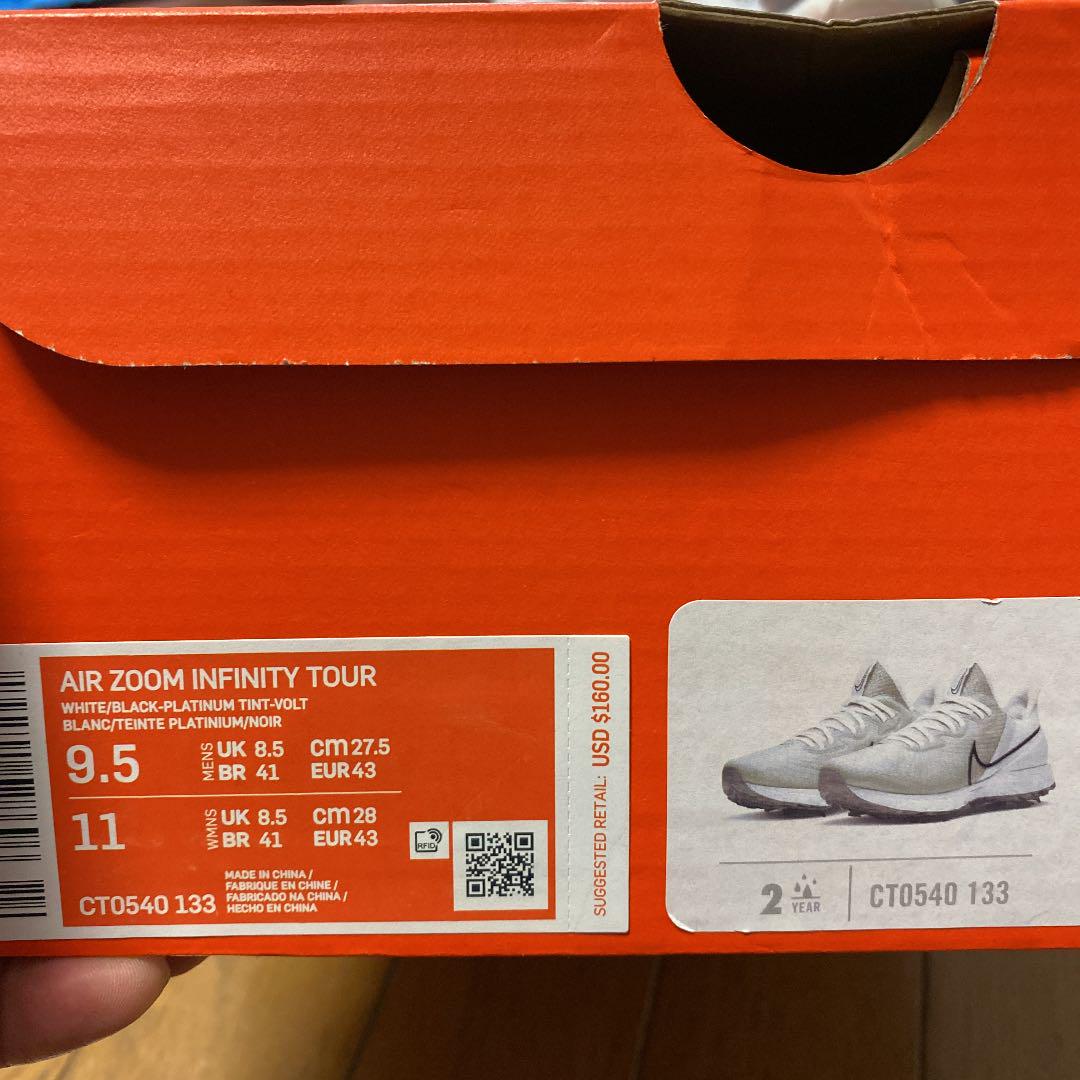 AIR ZOOM INFINITY TOUR
WHITE/BLACK-PLATINUM TINT-VOLT
BLANC/TEINTE PLATINIUM/NOIR
9.5
MENS
UK 8.5 cm 27.5
BR 41 EUR 43
11
WMNS
UK 8.5 cm 28
BR 41 EUR 43
RFID
MADE IN CHINA /
FABRIQUE EN CHINE /
FABRICADO NA CHINA /
HECHO EN CHINA
CT0540 133
SUGGESTED RETAIL: USD $160.00
2 YEAR
CT0540 133